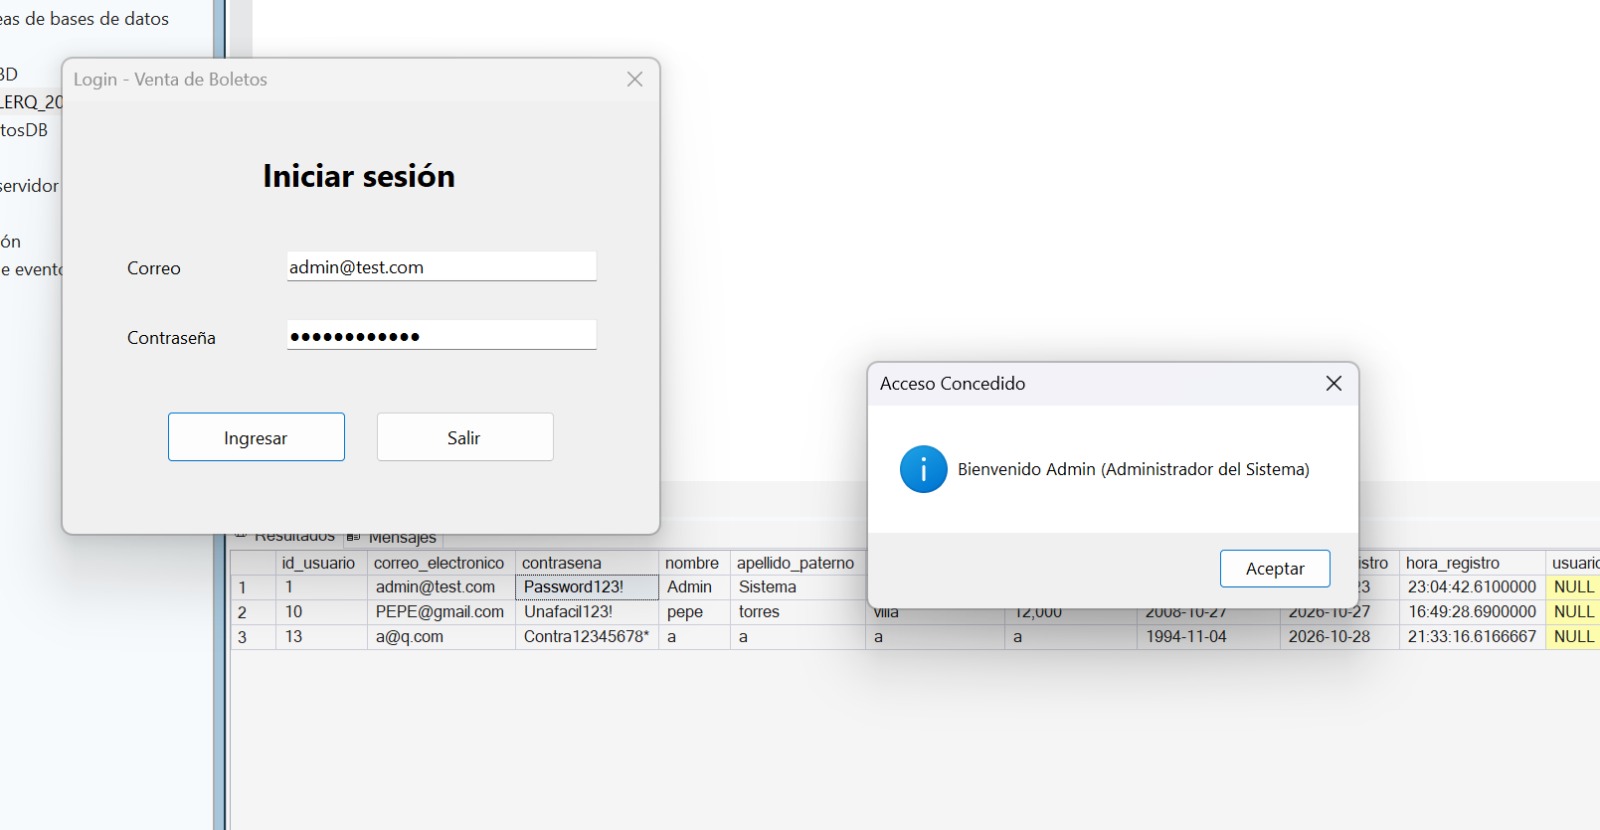 eas de bases de datos
BD
LERQ_20
tosDB
servidor
ón
e evento
Login - Venta de Boletos
Iniciar sesión
Correo
admin@test.com
Contraseña
••••••••••••
Ingresar
Salir
Acceso Concedido
Bienvenido Admin (Administrador del Sistema)
Aceptar
Resultados Mensajes
id_usuario correo_electronico contrasena nombre apellido_paterno istro hora_registro usuario
1 1 admin@test.com Password123! Admin Sistema 23:04:42.6100000 NULL
2 10 PEPE@gmail.com Unafacil123! pepe torres villa 12,000 2008-10-27 2026-10-27 16:49:28.6900000 NULL
3 13 a@q.com Contra12345678* a a a a 1994-11-04 2026-10-28 21:33:16.6166667 NULL